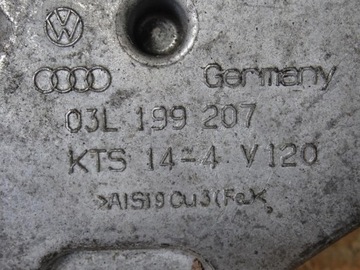 Germany
03L 199 207
KTS 14-4 V120
>AlSi9Cu3(Fe)<